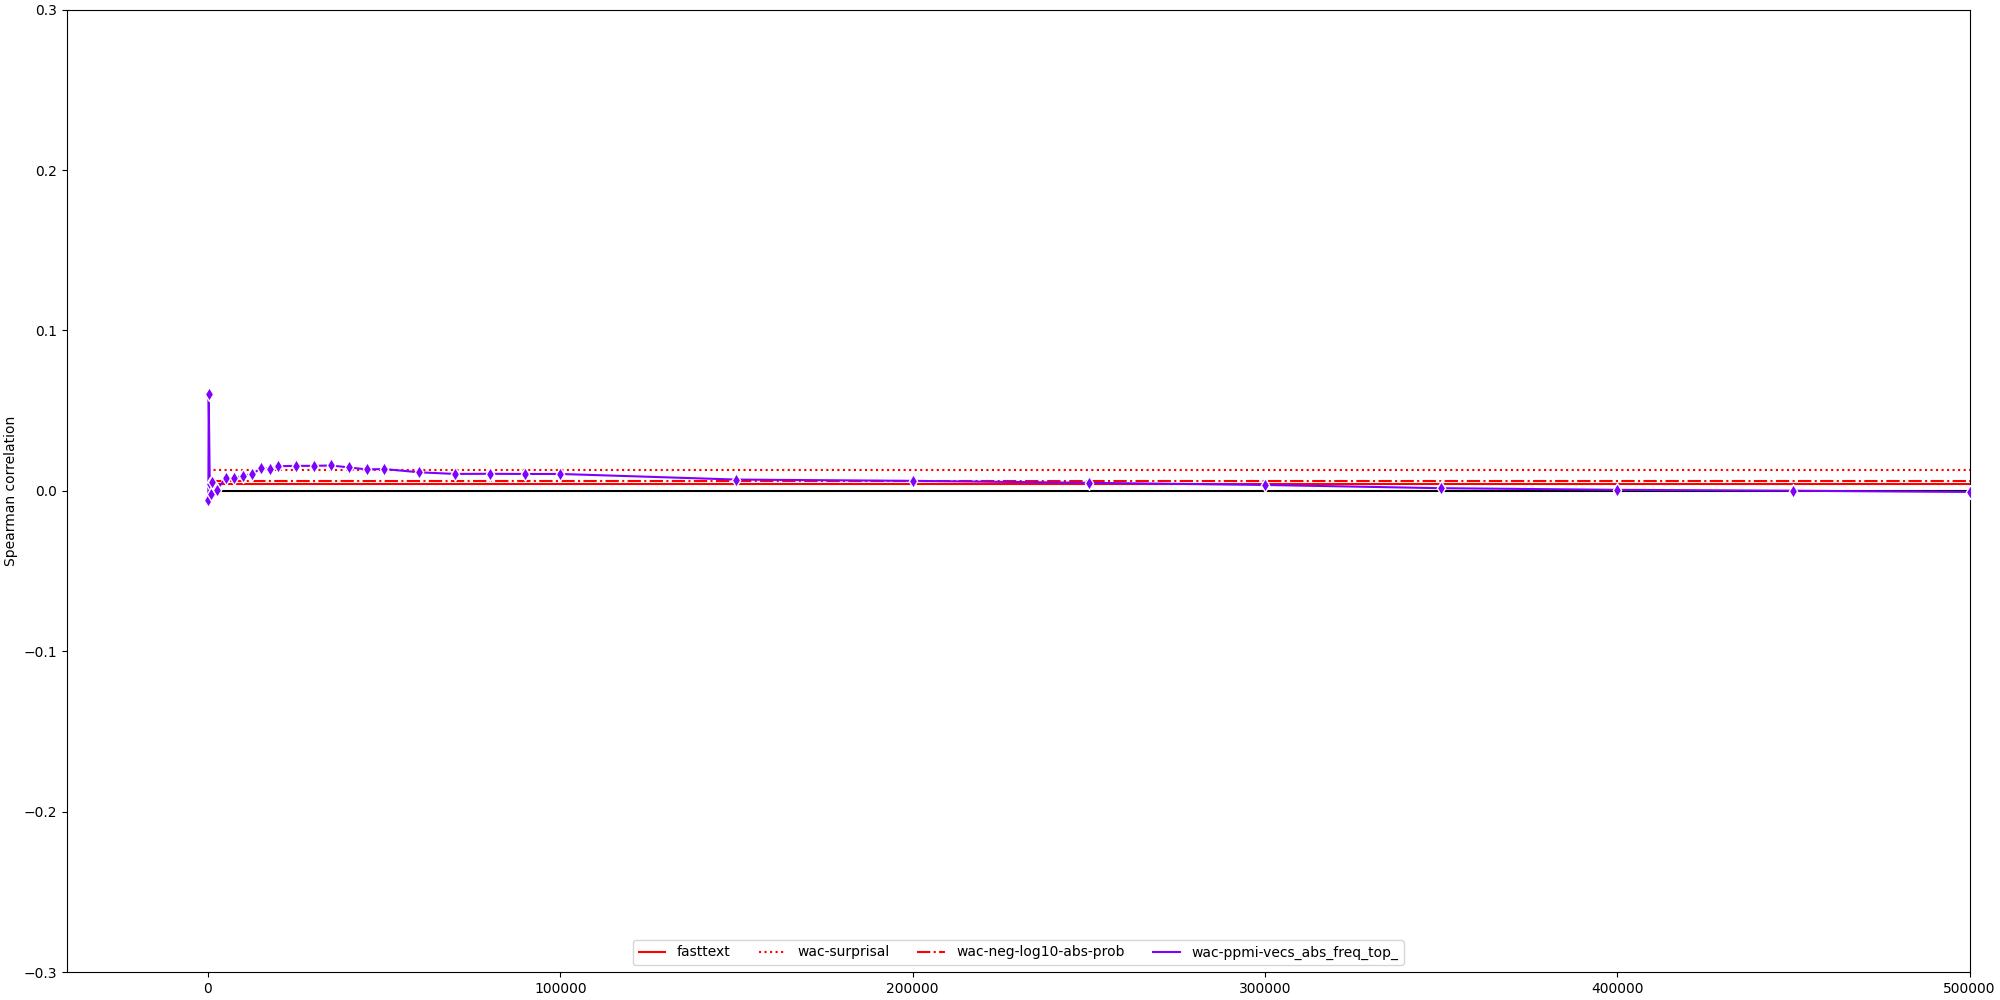 0.3
0.2
0.1
0.0
−0.1
−0.2
−0.3
Spearman correlation
fasttext wac-surprisal wac-neg-log10-abs-prob wac-ppmi-vecs_abs_freq_top_
0 100000 200000 300000 400000 500000